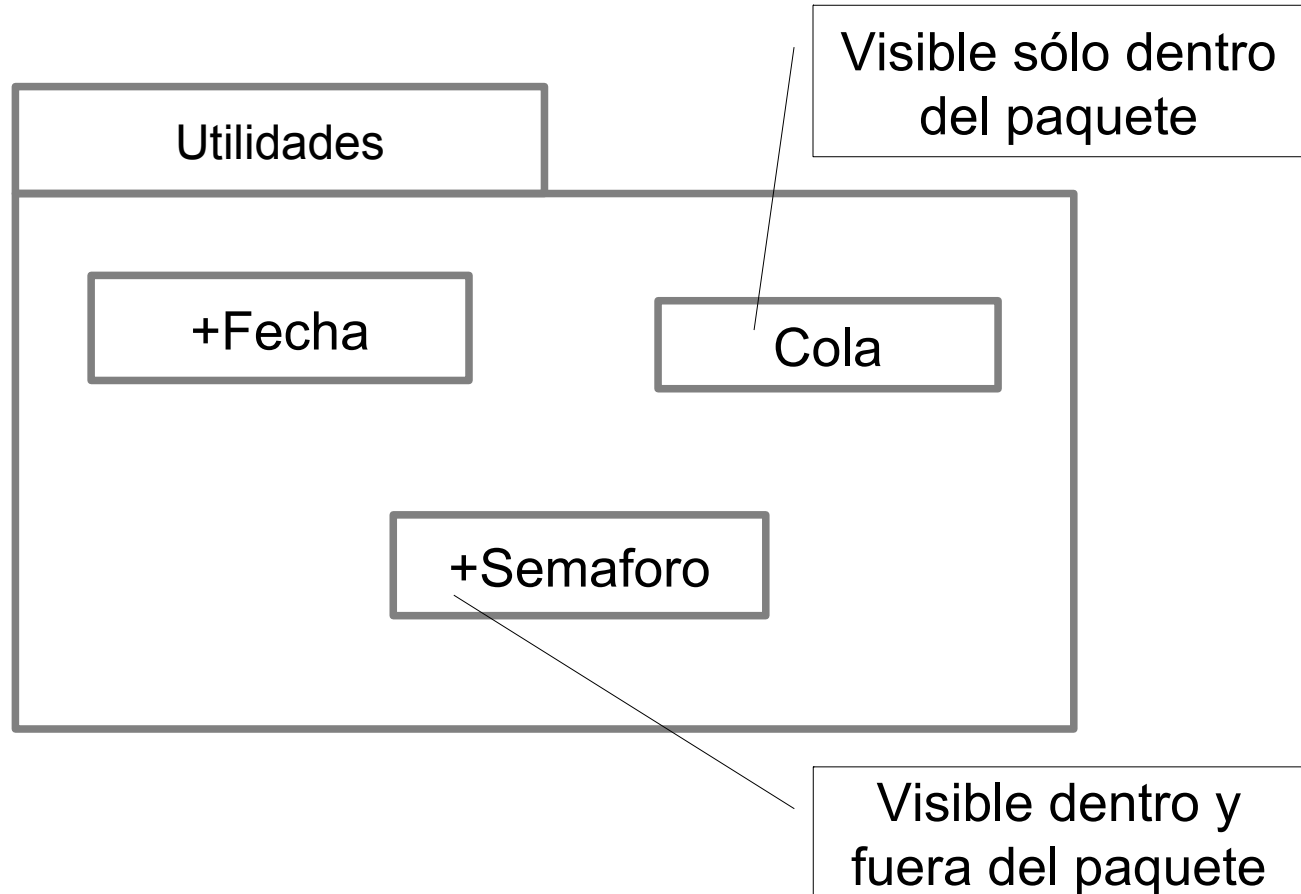 Visible sólo dentro
del paquete
Utilidades
+Fecha
Cola
+Semaforo
Visible dentro y
fuera del paquete